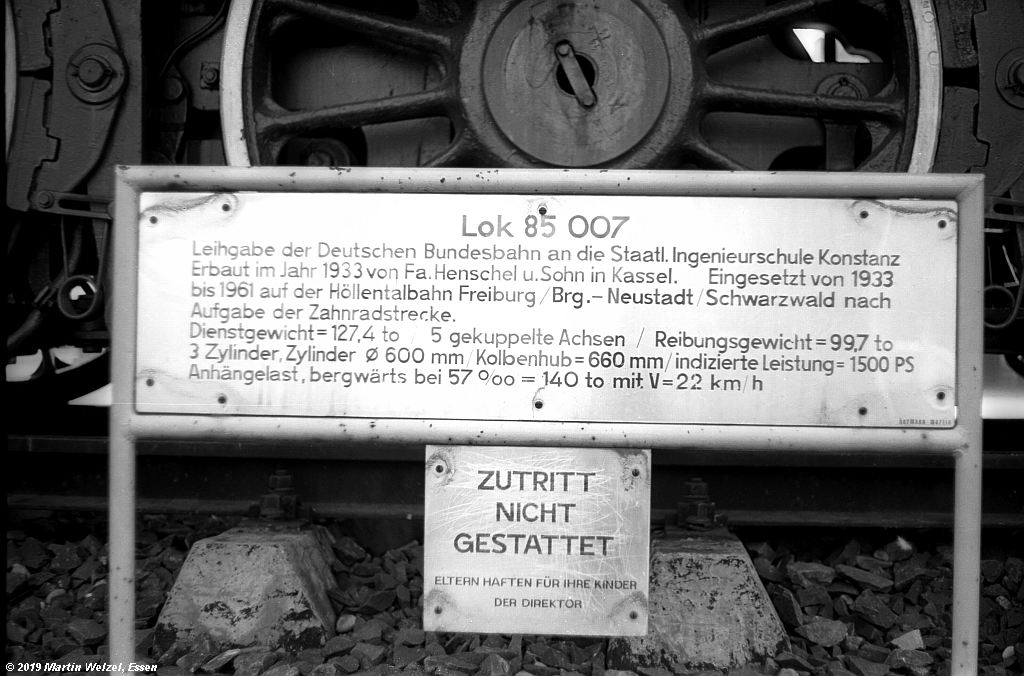 Lok 85 007
Leihgabe der Deutschen Bundesbahn an die Staatl. Ingenieurschule Konstanz
Erbaut im Jahr 1933 von Fa. Henschel u. Sohn in Kassel. Eingesetzt von 1933
bis 1961 auf der Höllentalbahn Freiburg / Brg. - Neustadt / Schwarzwald nach
Aufgabe der Zahnradstrecke.
Dienstgewicht = 127,4 to / 5 gekuppelte Achsen / Reibungsgewicht = 99,7 to
3 Zylinder, Zylinder Ø 600 mm / Kolbenhub = 660 mm / indizierte Leistung = 1500 PS
Anhängelast, bergwärts bei 57 %o = 140 to mit V = 22 km/h
hermann martin
ZUTRITT
NICHT
GESTATTET
ELTERN HAFTEN FÜR IHRE KINDER
DER DIREKTOR
© 2019 Martin Welzel, Essen